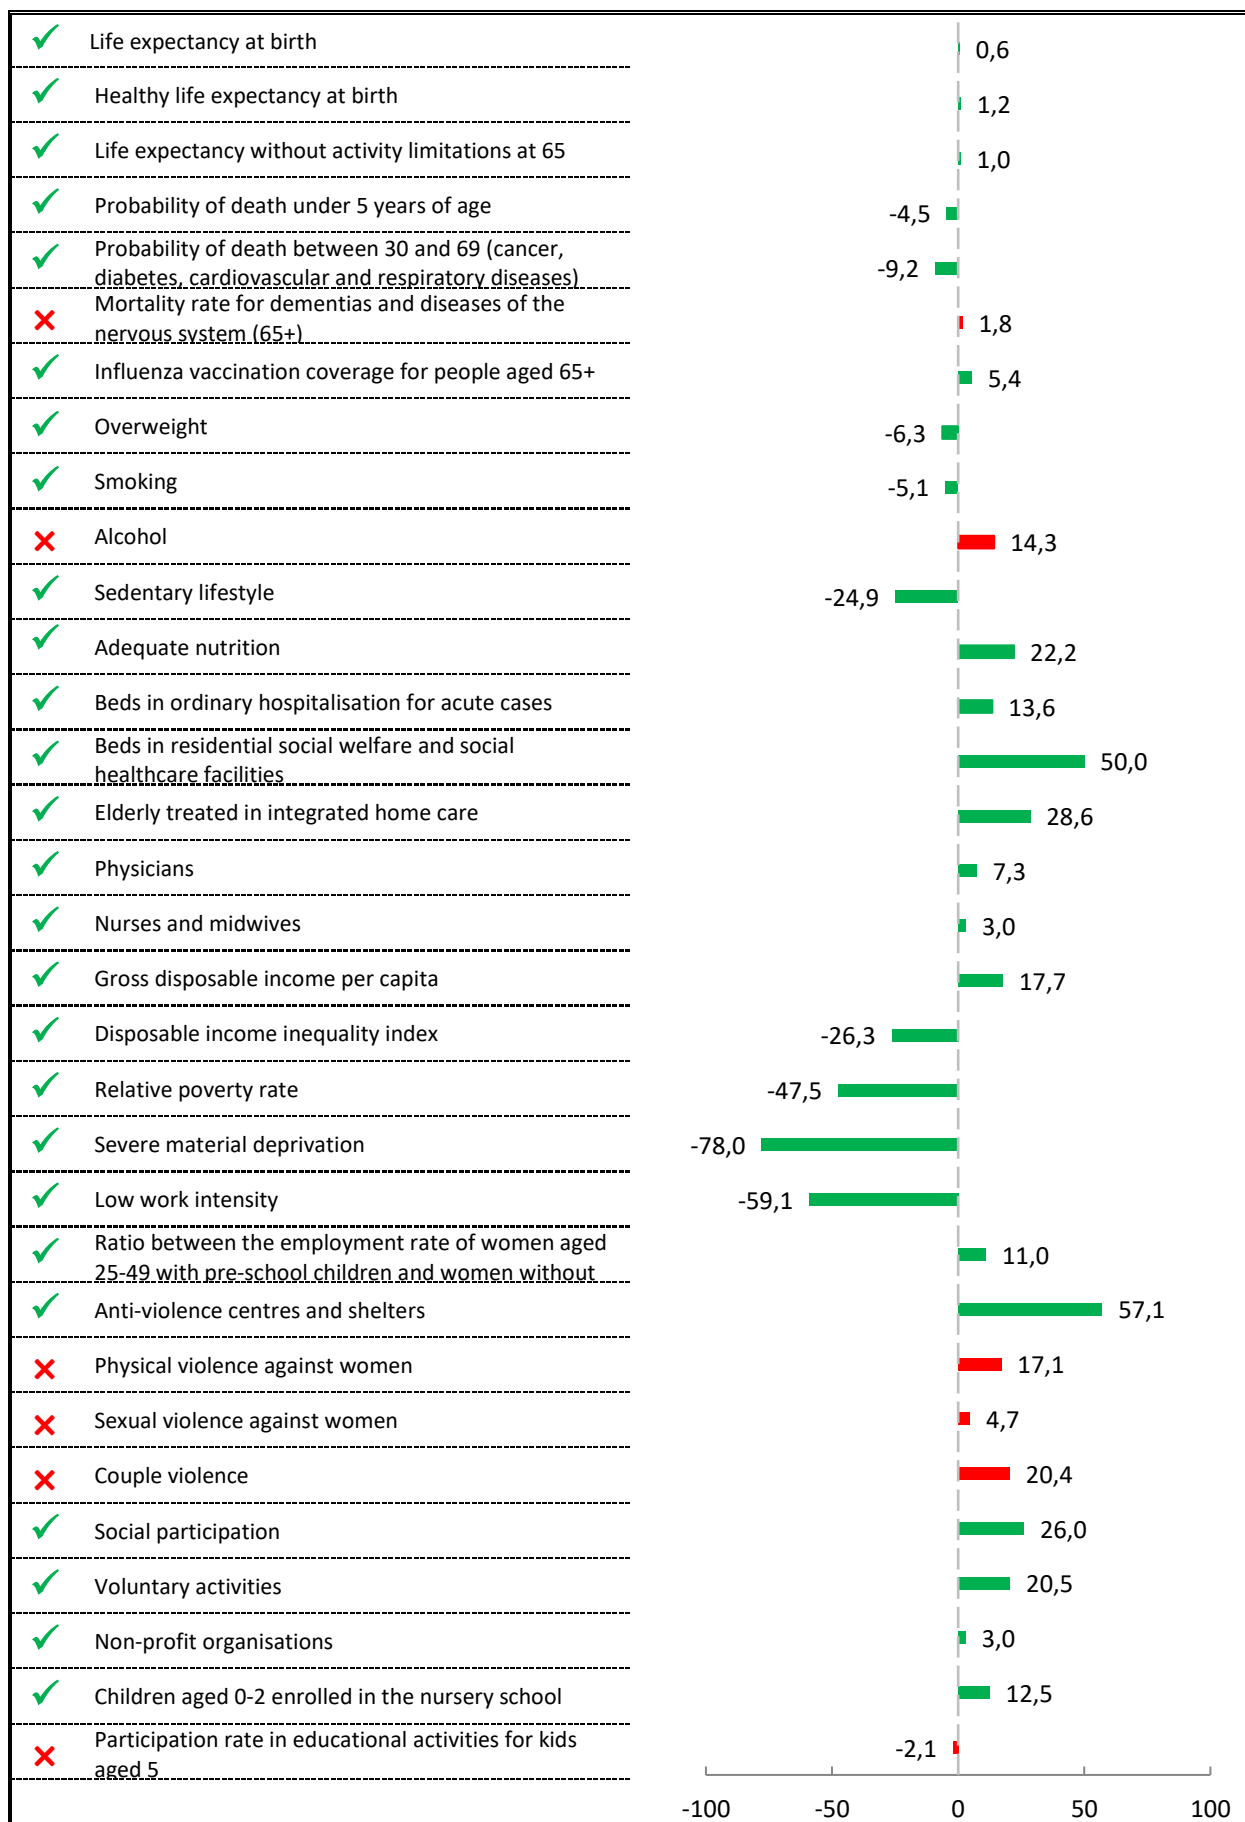 Life expectancy at birth 0,6
Healthy life expectancy at birth 1,2
Life expectancy without activity limitations at 65 1,0
Probability of death under 5 years of age -4,5
Probability of death between 30 and 69 (cancer,
diabetes, cardiovascular and respiratory diseases) -9,2
Mortality rate for dementias and diseases of the
nervous system (65+) 1,8
Influenza vaccination coverage for people aged 65+ 5,4
Overweight -6,3
Smoking -5,1
Alcohol 14,3
Sedentary lifestyle -24,9
Adequate nutrition 22,2
Beds in ordinary hospitalisation for acute cases 13,6
Beds in residential social welfare and social
healthcare facilities 50,0
Elderly treated in integrated home care 28,6
Physicians 7,3
Nurses and midwives 3,0
Gross disposable income per capita 17,7
Disposable income inequality index -26,3
Relative poverty rate -47,5
Severe material deprivation -78,0
Low work intensity -59,1
Ratio between the employment rate of women aged
25-49 with pre-school children and women without 11,0
Anti-violence centres and shelters 57,1
Physical violence against women 17,1
Sexual violence against women 4,7
Couple violence 20,4
Social participation 26,0
Voluntary activities 20,5
Non-profit organisations 3,0
Children aged 0-2 enrolled in the nursery school 12,5
Participation rate in educational activities for kids
aged 5 -2,1
-100 -50 0 50 100